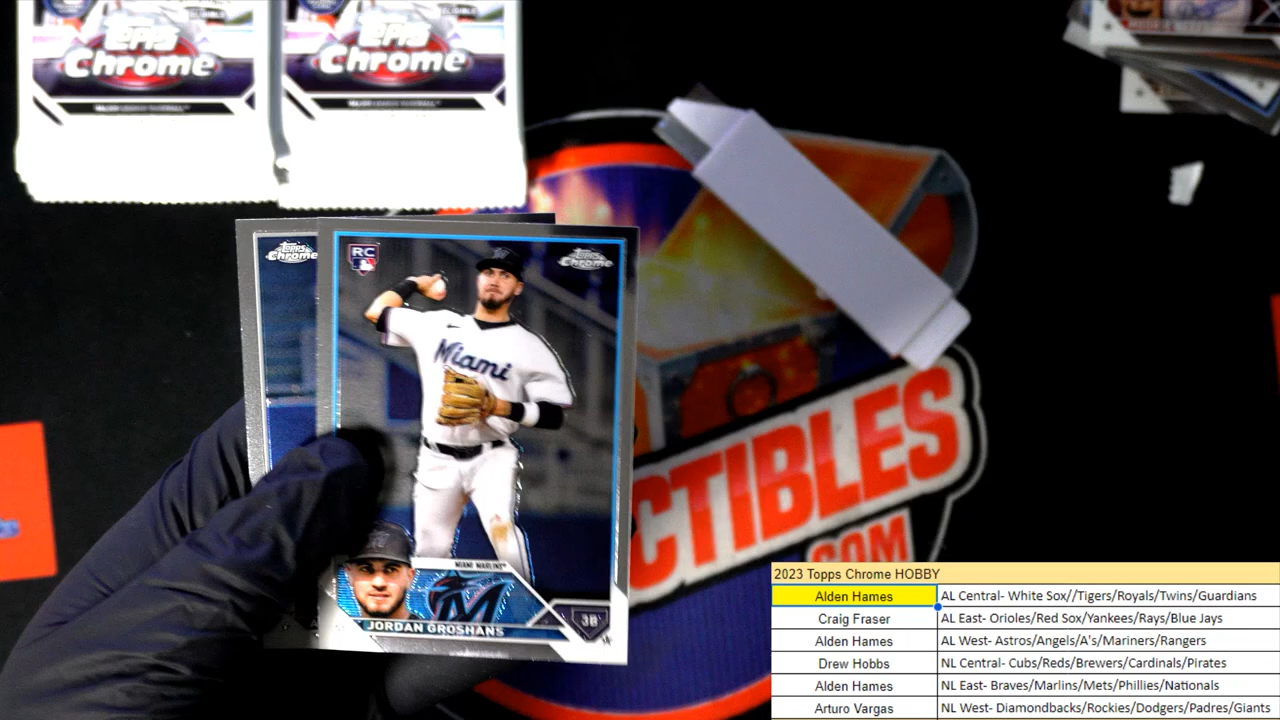 Topps
Chrome
MAJOR LEAGUE BASEBALL
Topps
Chrome
MAJOR LEAGUE BASEBALL
Topps
Chrome
RC
Topps
Chrome
Miami
MIAMI MARLINS
JORDAN GROSHANS
3B
CTIBLES
.COM
2023 Topps Chrome HOBBY
Alden Hames AL Central- White Sox//Tigers/Royals/Twins/Guardians
Craig Fraser AL East- Orioles/Red Sox/Yankees/Rays/Blue Jays
Alden Hames AL West- Astros/Angels/A's/Mariners/Rangers
Drew Hobbs NL Central- Cubs/Reds/Brewers/Cardinals/Pirates
Alden Hames NL East- Braves/Marlins/Mets/Phillies/Nationals
Arturo Vargas NL West- Diamondbacks/Rockies/Dodgers/Padres/Giants